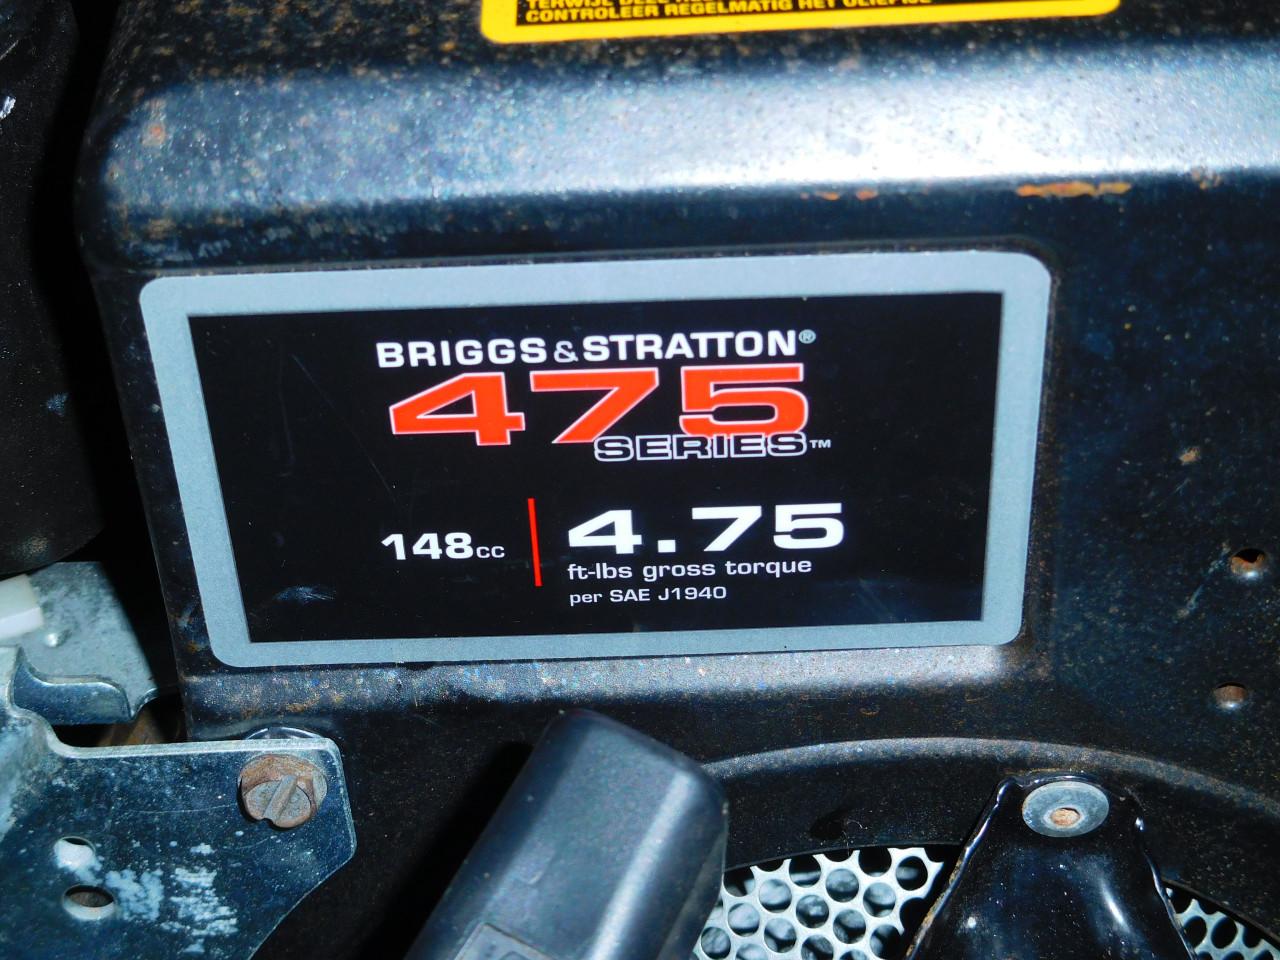 CONTROLEER REGELMATIG HET OLIEPEIL
BRIGGS & STRATTON®
475
SERIES™
148cc
4.75
ft-lbs gross torque
per SAE J1940